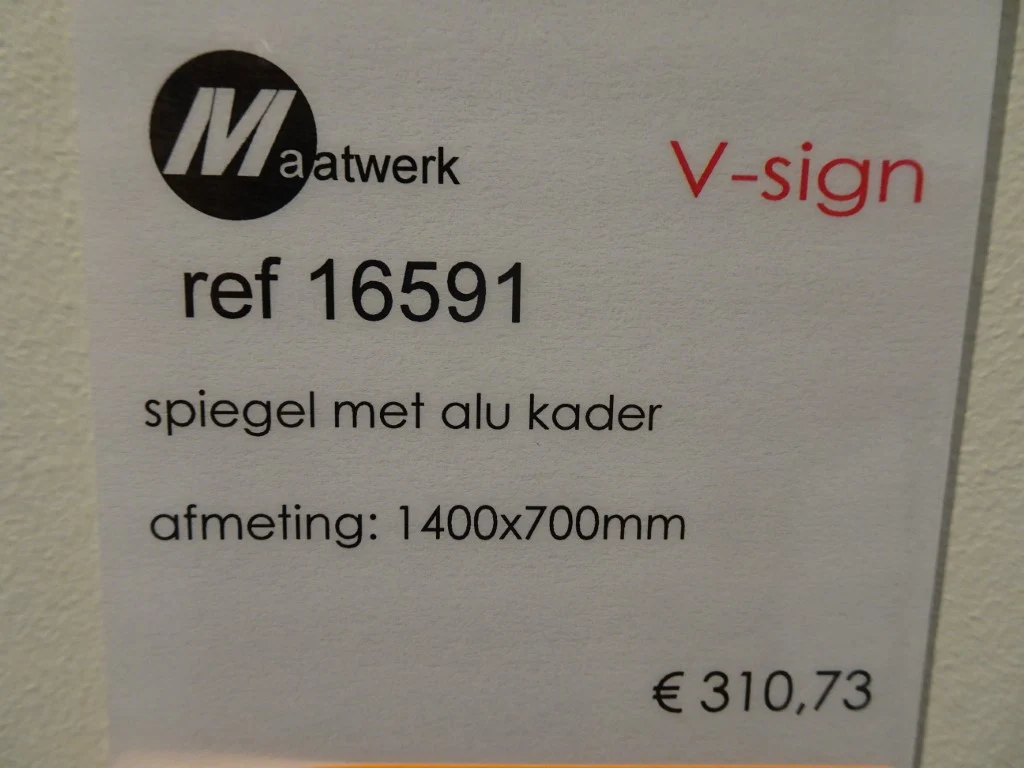 Maatwerk
V-sign
ref 16591
spiegel met alu kader
afmeting: 1400x700mm
€ 310,73